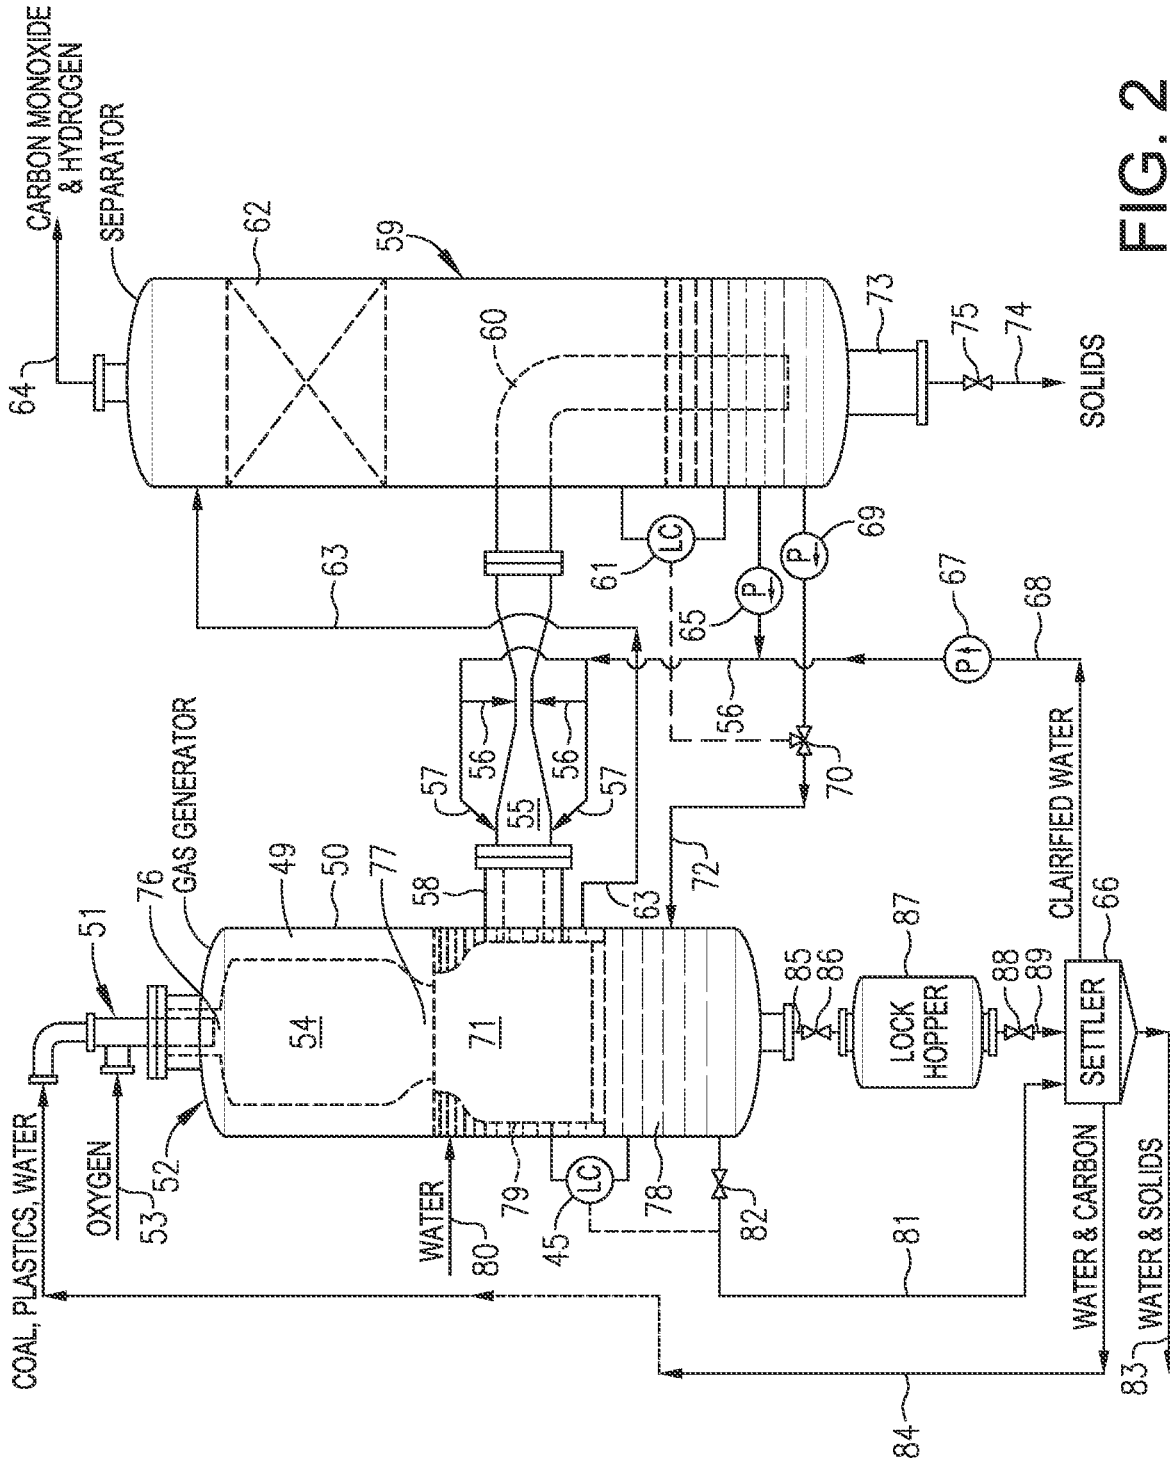 COAL, PLASTICS, WATER
64
CARBON MONOXIDE
& HYDROGEN
OXYGEN
51
SEPARATOR
53
52
76
GAS GENERATOR
62
49
54
50
63
77
59
WATER
57
58
71
80
56
60
79
55
45
LC
56
61
57
63
78
LC
65
72
56
82
P
85
P
86
70
69
73
84
81
LOCK
HOPPER
87
67
P
75
88
74
89
68
CLAIRIFIED WATER
WATER & CARBON
SETTLER
SOLIDS
66
83
WATER & SOLIDS
FIG. 2